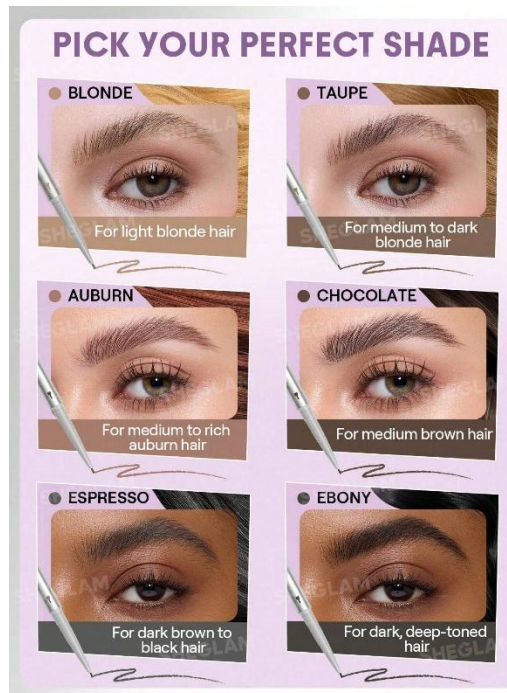 PICK YOUR PERFECT SHADE
BLONDE
For light blonde hair
TAUPE
For medium to dark
blonde hair
AUBURN
For medium to rich
auburn hair
CHOCOLATE
For medium brown hair
ESPRESSO
For dark brown to
black hair
EBONY
For dark, deep-toned
hair
SHEGLAM